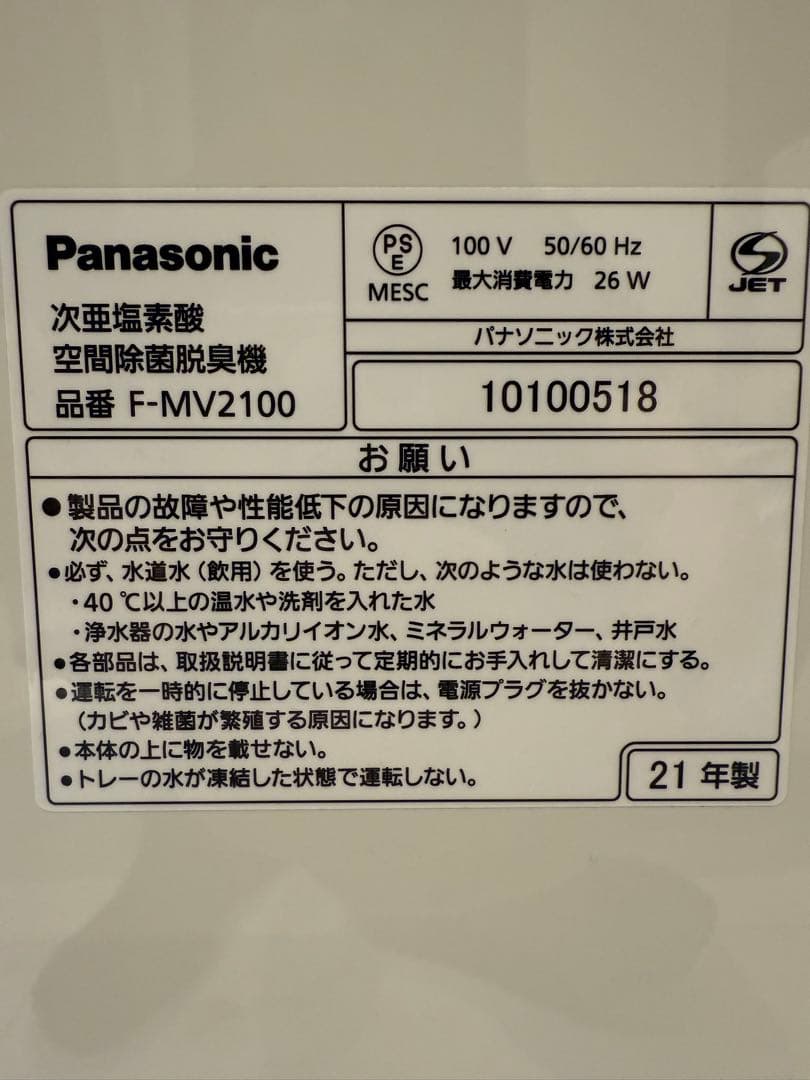 Panasonic
次亜塩素酸
空間除菌脱臭機
品番 F-MV2100
PS
E
MESC
100 V 50/60 Hz
最大消費電力 26 W
JET
パナソニック株式会社
10100518
お願い
●製品の故障や性能低下の原因になりますので、
次の点をお守りください。
●必ず、水道水(飲用)を使う。ただし、次のような水は使わない。
・40 ℃以上の温水や洗剤を入れた水
・浄水器の水やアルカリイオン水、ミネラルウォーター、井戸水
●各部品は、取扱説明書に従って定期的にお手入れして清潔にする。
●運転を一時的に停止している場合は、電源プラグを抜かない。
(カビや雑菌が繁殖する原因になります。)
●本体の上に物を載せない。
●トレーの水が凍結した状態で運転しない。
21 年製